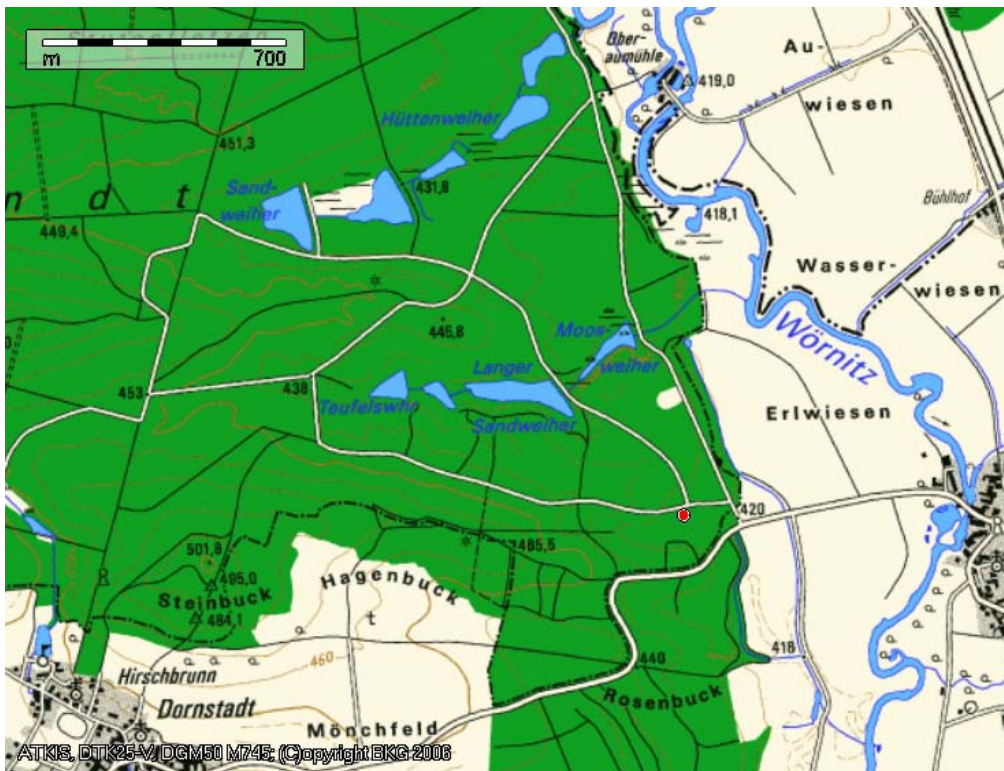 m 700
Ober-
aumühle
419,0
Au-
wiesen
Hüttenweiher
451,3
431,8
Sand-
weiher
n d t
449,4
418,1
Bühlhof
Wasser-
wiesen
445,8
Moos-
weiher
Wörnitz
Langer
Sandweiher
Teufelswhr
453
438
Erlwiesen
420
501,8
495,0
Steinbuck
484,1
485,5
Hagenbuck
t
460
418
440
Rosenbuck
Hirschbrunn
Dornstadt
Mönchfeld
ATKIS, DTK25-V, DGM50 M745; (C)opyright BKG 2006